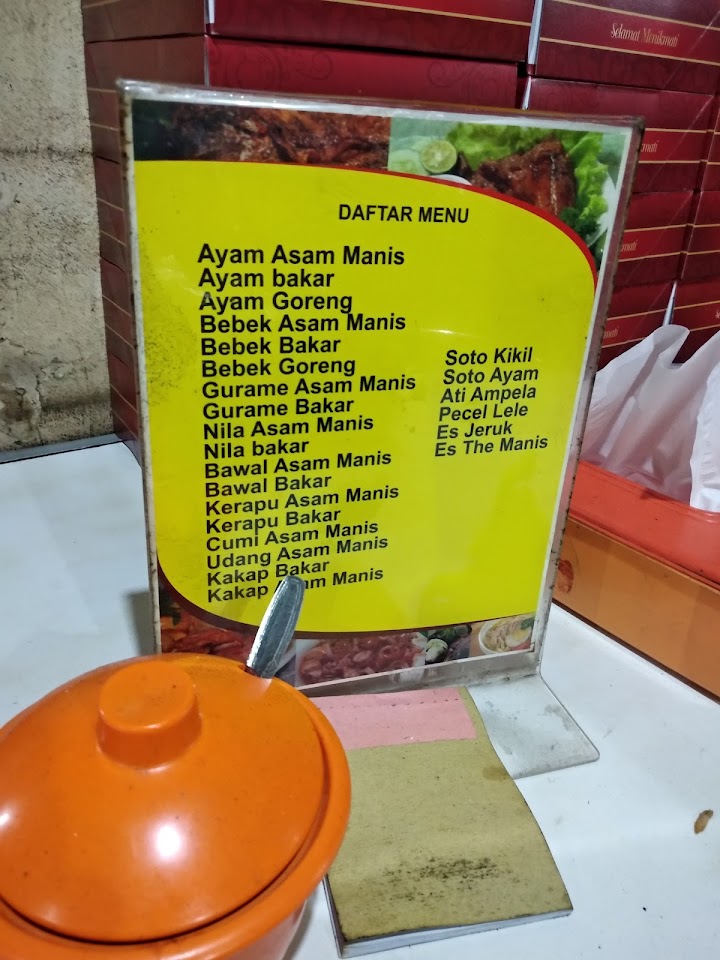 Selamat Menikmati
DAFTAR MENU
Ayam Asam Manis
Ayam bakar
Ayam Goreng
Bebek Asam Manis
Bebek Bakar
Bebek Goreng
Gurame Asam Manis
Gurame Bakar
Nila Asam Manis
Nila bakar
Bawal Asam Manis
Bawal Bakar
Kerapu Asam Manis
Kerapu Bakar
Cumi Asam Manis
Udang Asam Manis
Kakap Bakar
Kakap Asam Manis
Soto Kikil
Soto Ayam
Ati Ampela
Pecel Lele
Es Jeruk
Es The Manis